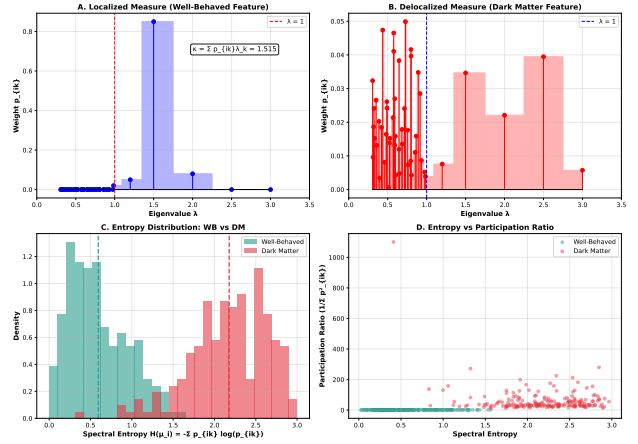 A. Localized Measure (Well-Behaved Feature)
λ = 1
κ = Σ p_{ik}λ_k = 1.515
Weight p_{ik}
0.8
0.6
0.4
0.2
0.0
0.0 0.5 1.0 1.5 2.0 2.5 3.0 3.5
Eigenvalue λ
B. Delocalized Measure (Dark Matter Feature)
λ = 1
Weight p_{ik}
0.05
0.04
0.03
0.02
0.01
0.00
0.0 0.5 1.0 1.5 2.0 2.5 3.0 3.5
Eigenvalue λ
C. Entropy Distribution: WB vs DM
Well-Behaved
Dark Matter
Density
1.2
1.0
0.8
0.6
0.4
0.2
0.0
0.0 0.5 1.0 1.5 2.0 2.5 3.0
Spectral Entropy H(μ_i) = -Σ p_{ik} log(p_{ik})
D. Entropy vs Participation Ratio
Well-Behaved
Dark Matter
Participation Ratio (1/Σ p²_{ik})
1000
800
600
400
200
0
0.0 0.5 1.0 1.5 2.0 2.5 3.0
Spectral Entropy